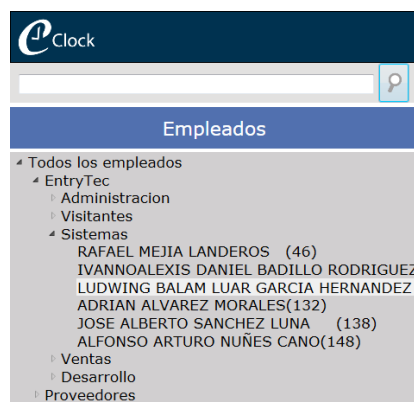 eClock
Empleados
Todos los empleados
EntryTec
Administracion
Visitantes
Sistemas
RAFAEL MEJIA LANDEROS (46)
IVANNOALEXIS DANIEL BADILLO RODRIGUEZ
LUDWING BALAM LUAR GARCIA HERNANDEZ
ADRIAN ALVAREZ MORALES(132)
JOSE ALBERTO SANCHEZ LUNA (138)
ALFONSO ARTURO NUÑES CANO(148)
Ventas
Desarrollo
Proveedores